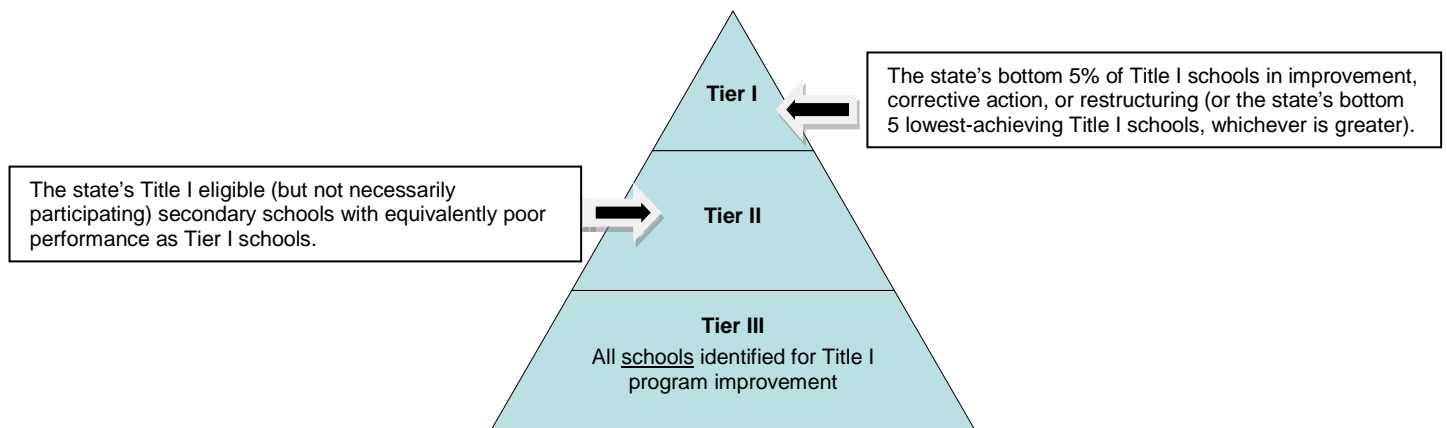 Tier I
The state’s bottom 5% of Title I schools in improvement,
corrective action, or restructuring (or the state’s bottom
5 lowest-achieving Title I schools, whichever is greater).
The state’s Title I eligible (but not necessarily
participating) secondary schools with equivalently poor
performance as Tier I schools.
Tier II
Tier III
All schools identified for Title I
program improvement